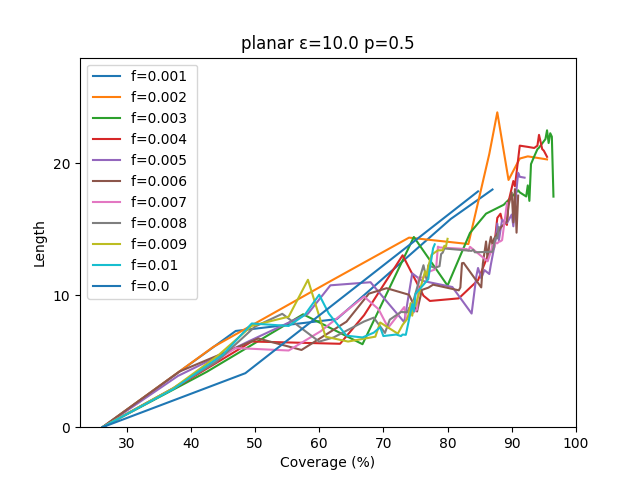 planar ε=10.0 p=0.5
f=0.001
f=0.002
f=0.003
f=0.004
f=0.005
f=0.006
f=0.007
f=0.008
f=0.009
f=0.01
f=0.0
Length
20
10
0
30 40 50 60 70 80 90 100
Coverage (%)